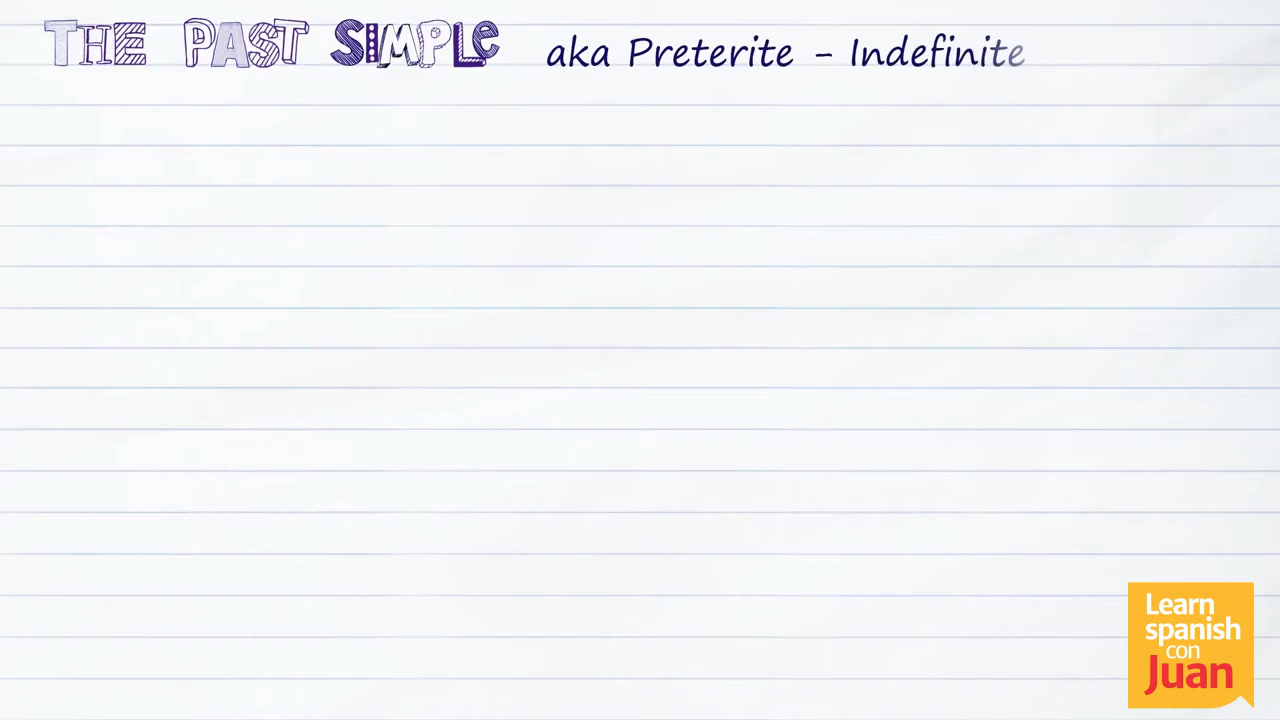 THE PAST SIMPLE aka Preterite - Indefinite
Learn
spanish
con
Juan